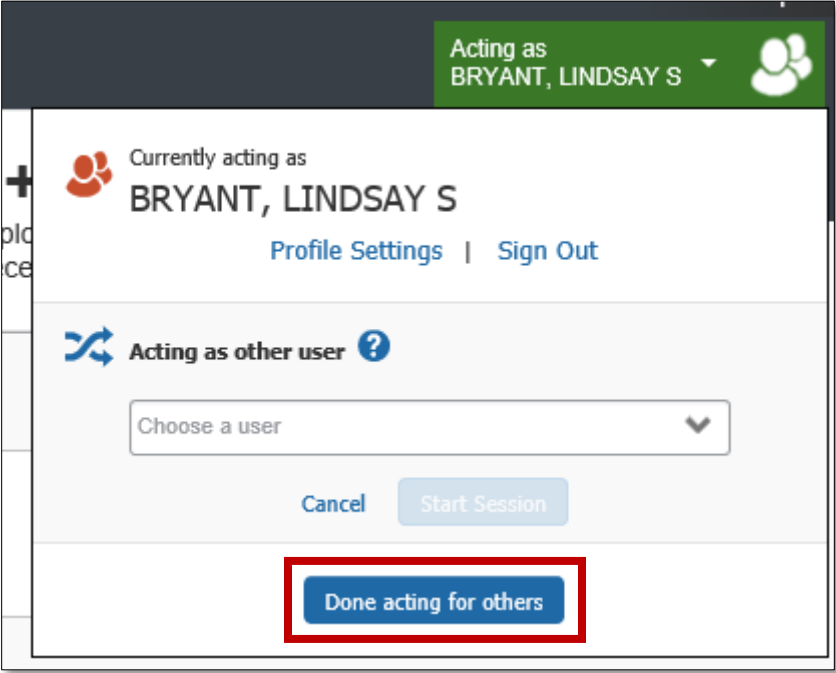 Acting as
BRYANT, LINDSAY S
Currently acting as
BRYANT, LINDSAY S
Profile Settings | Sign Out
Acting as other user ?
Choose a user
Cancel Start Session
Done acting for others